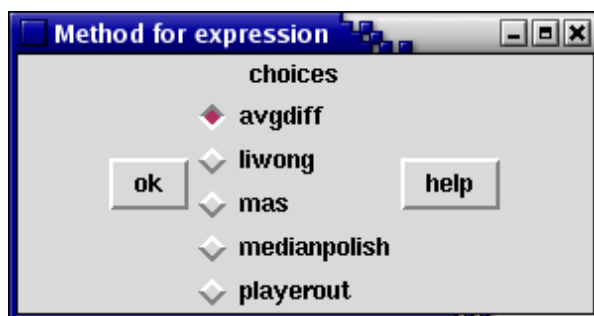 Method for expression
choices
avgdiff
liwong
ok
help
mas
medianpolish
playerout